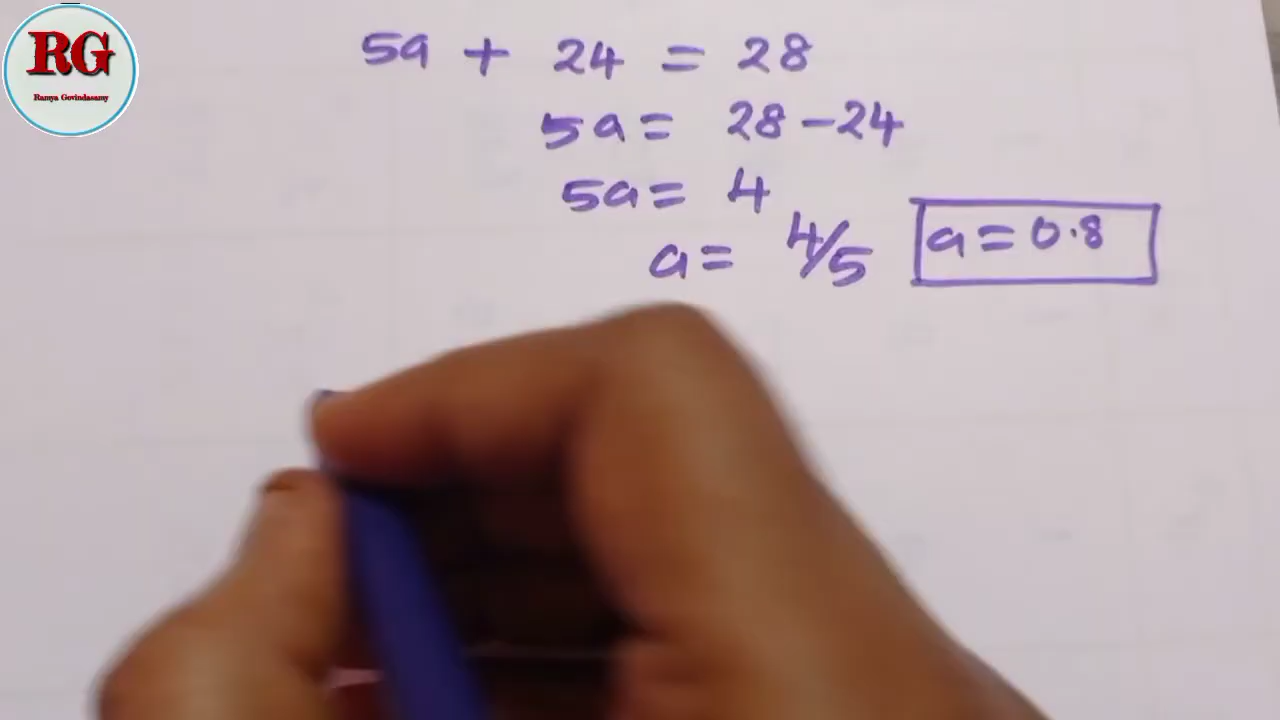 RG
Ramya Govindasamy
5a + 24 = 28
5a = 28 - 24
5a = 4
a = 4/5 a = 0.8